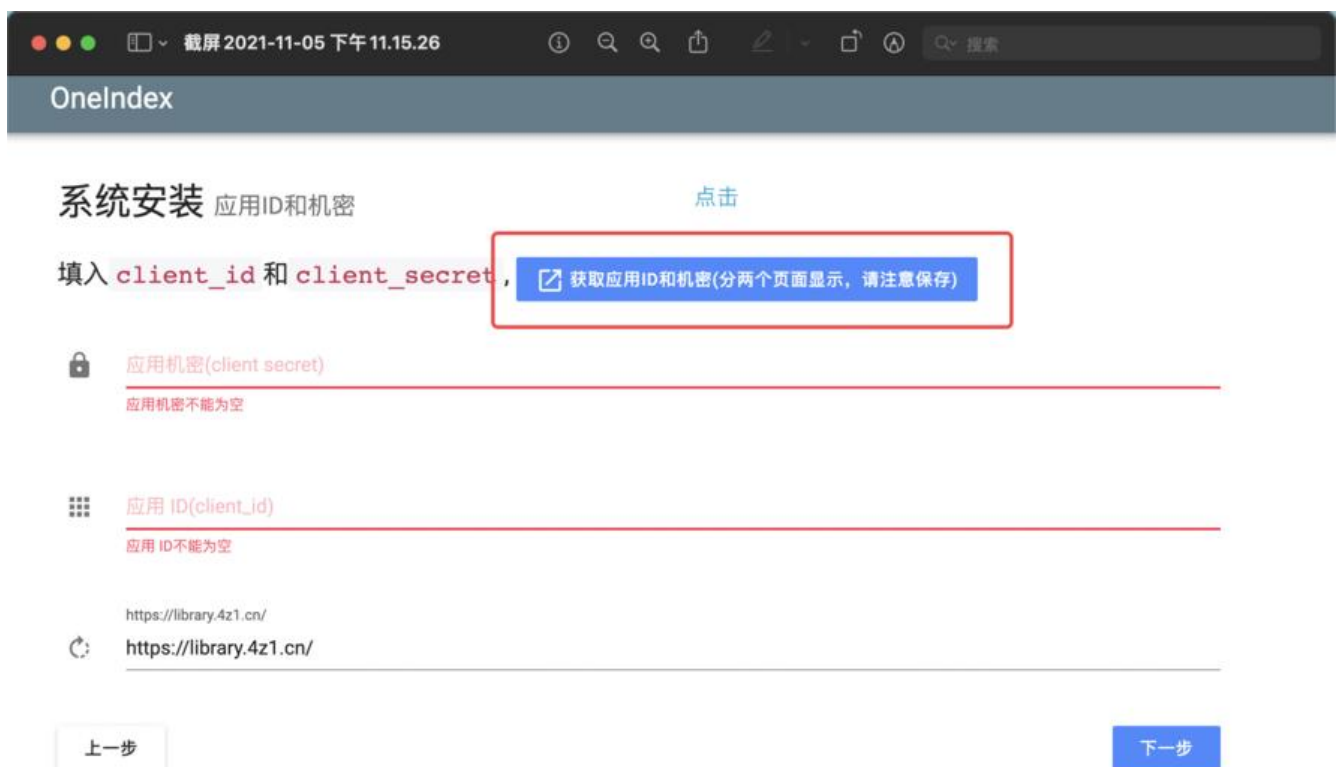 截屏2021-11-05 下午11.15.26
搜索
OneIndex
系统安装 应用ID和机密
点击
填入 client_id 和 client_secret , 获取应用ID和机密(分两个页面显示，请注意保存)
应用机密(client secret)
应用机密不能为空
应用 ID(client_id)
应用 ID不能为空
https://library.4z1.cn/
https://library.4z1.cn/
上一步
下一步